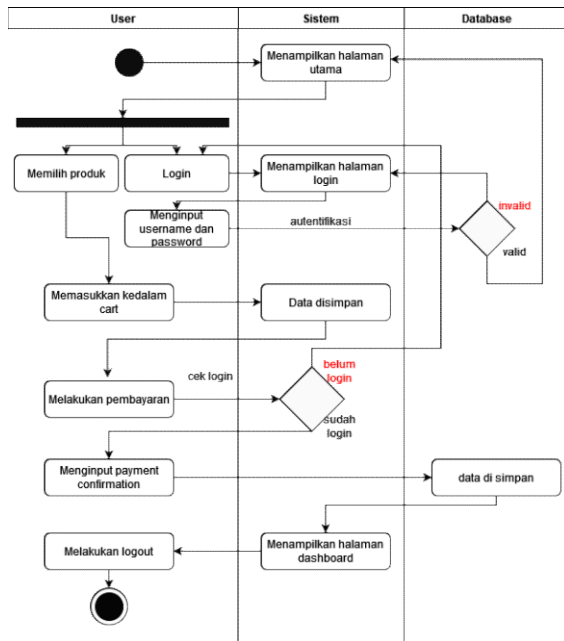 User
Sistem
Database
Menampilkan halaman
utama
Memilih produk
Login
Menampilkan halaman
login
invalid
Menginput
username dan
password
autentifikasi
valid
Memasukkan kedalam
cart
Data disimpan
cek login
belum
login
Melakukan pembayaran
sudah
login
Menginput payment
confirmation
data di simpan
Melakukan logout
Menampilkan halaman
dashboard